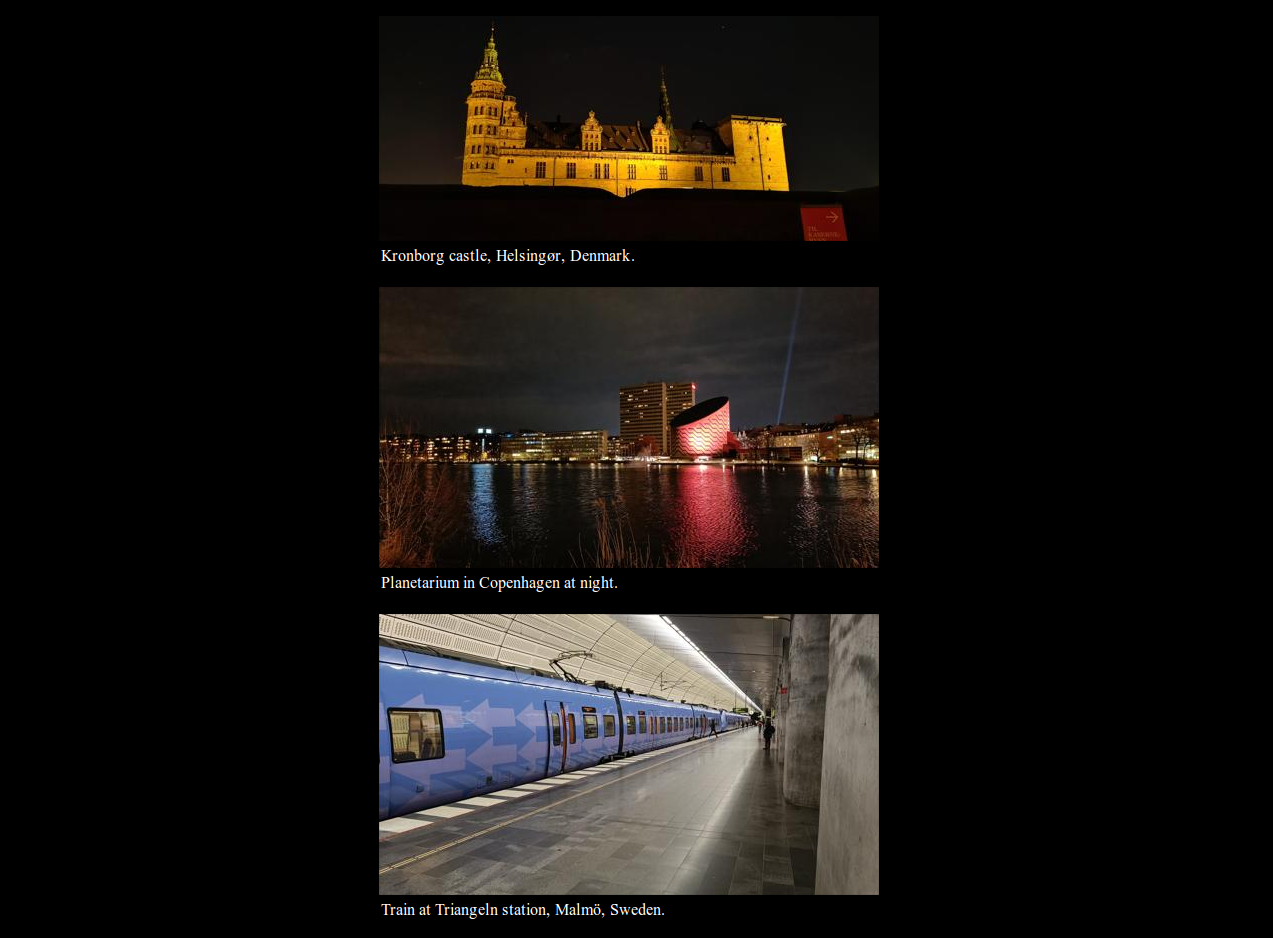 Kronborg castle, Helsingør, Denmark.
Planetarium in Copenhagen at night.
Train at Triangeln station, Malmö, Sweden.